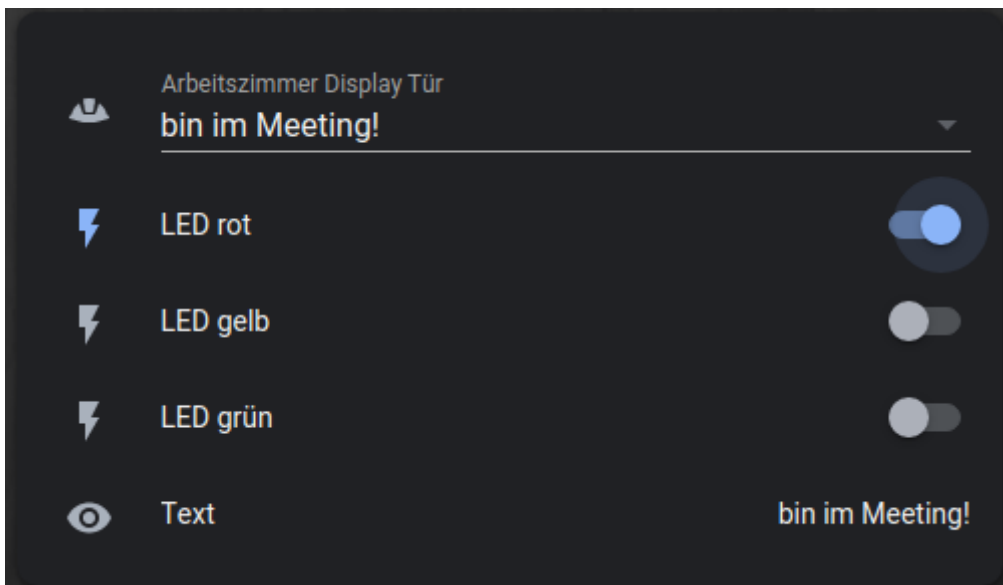 Arbeitszimmer Display Tür
bin im Meeting!
LED rot
LED gelb
LED grün
Text bin im Meeting!